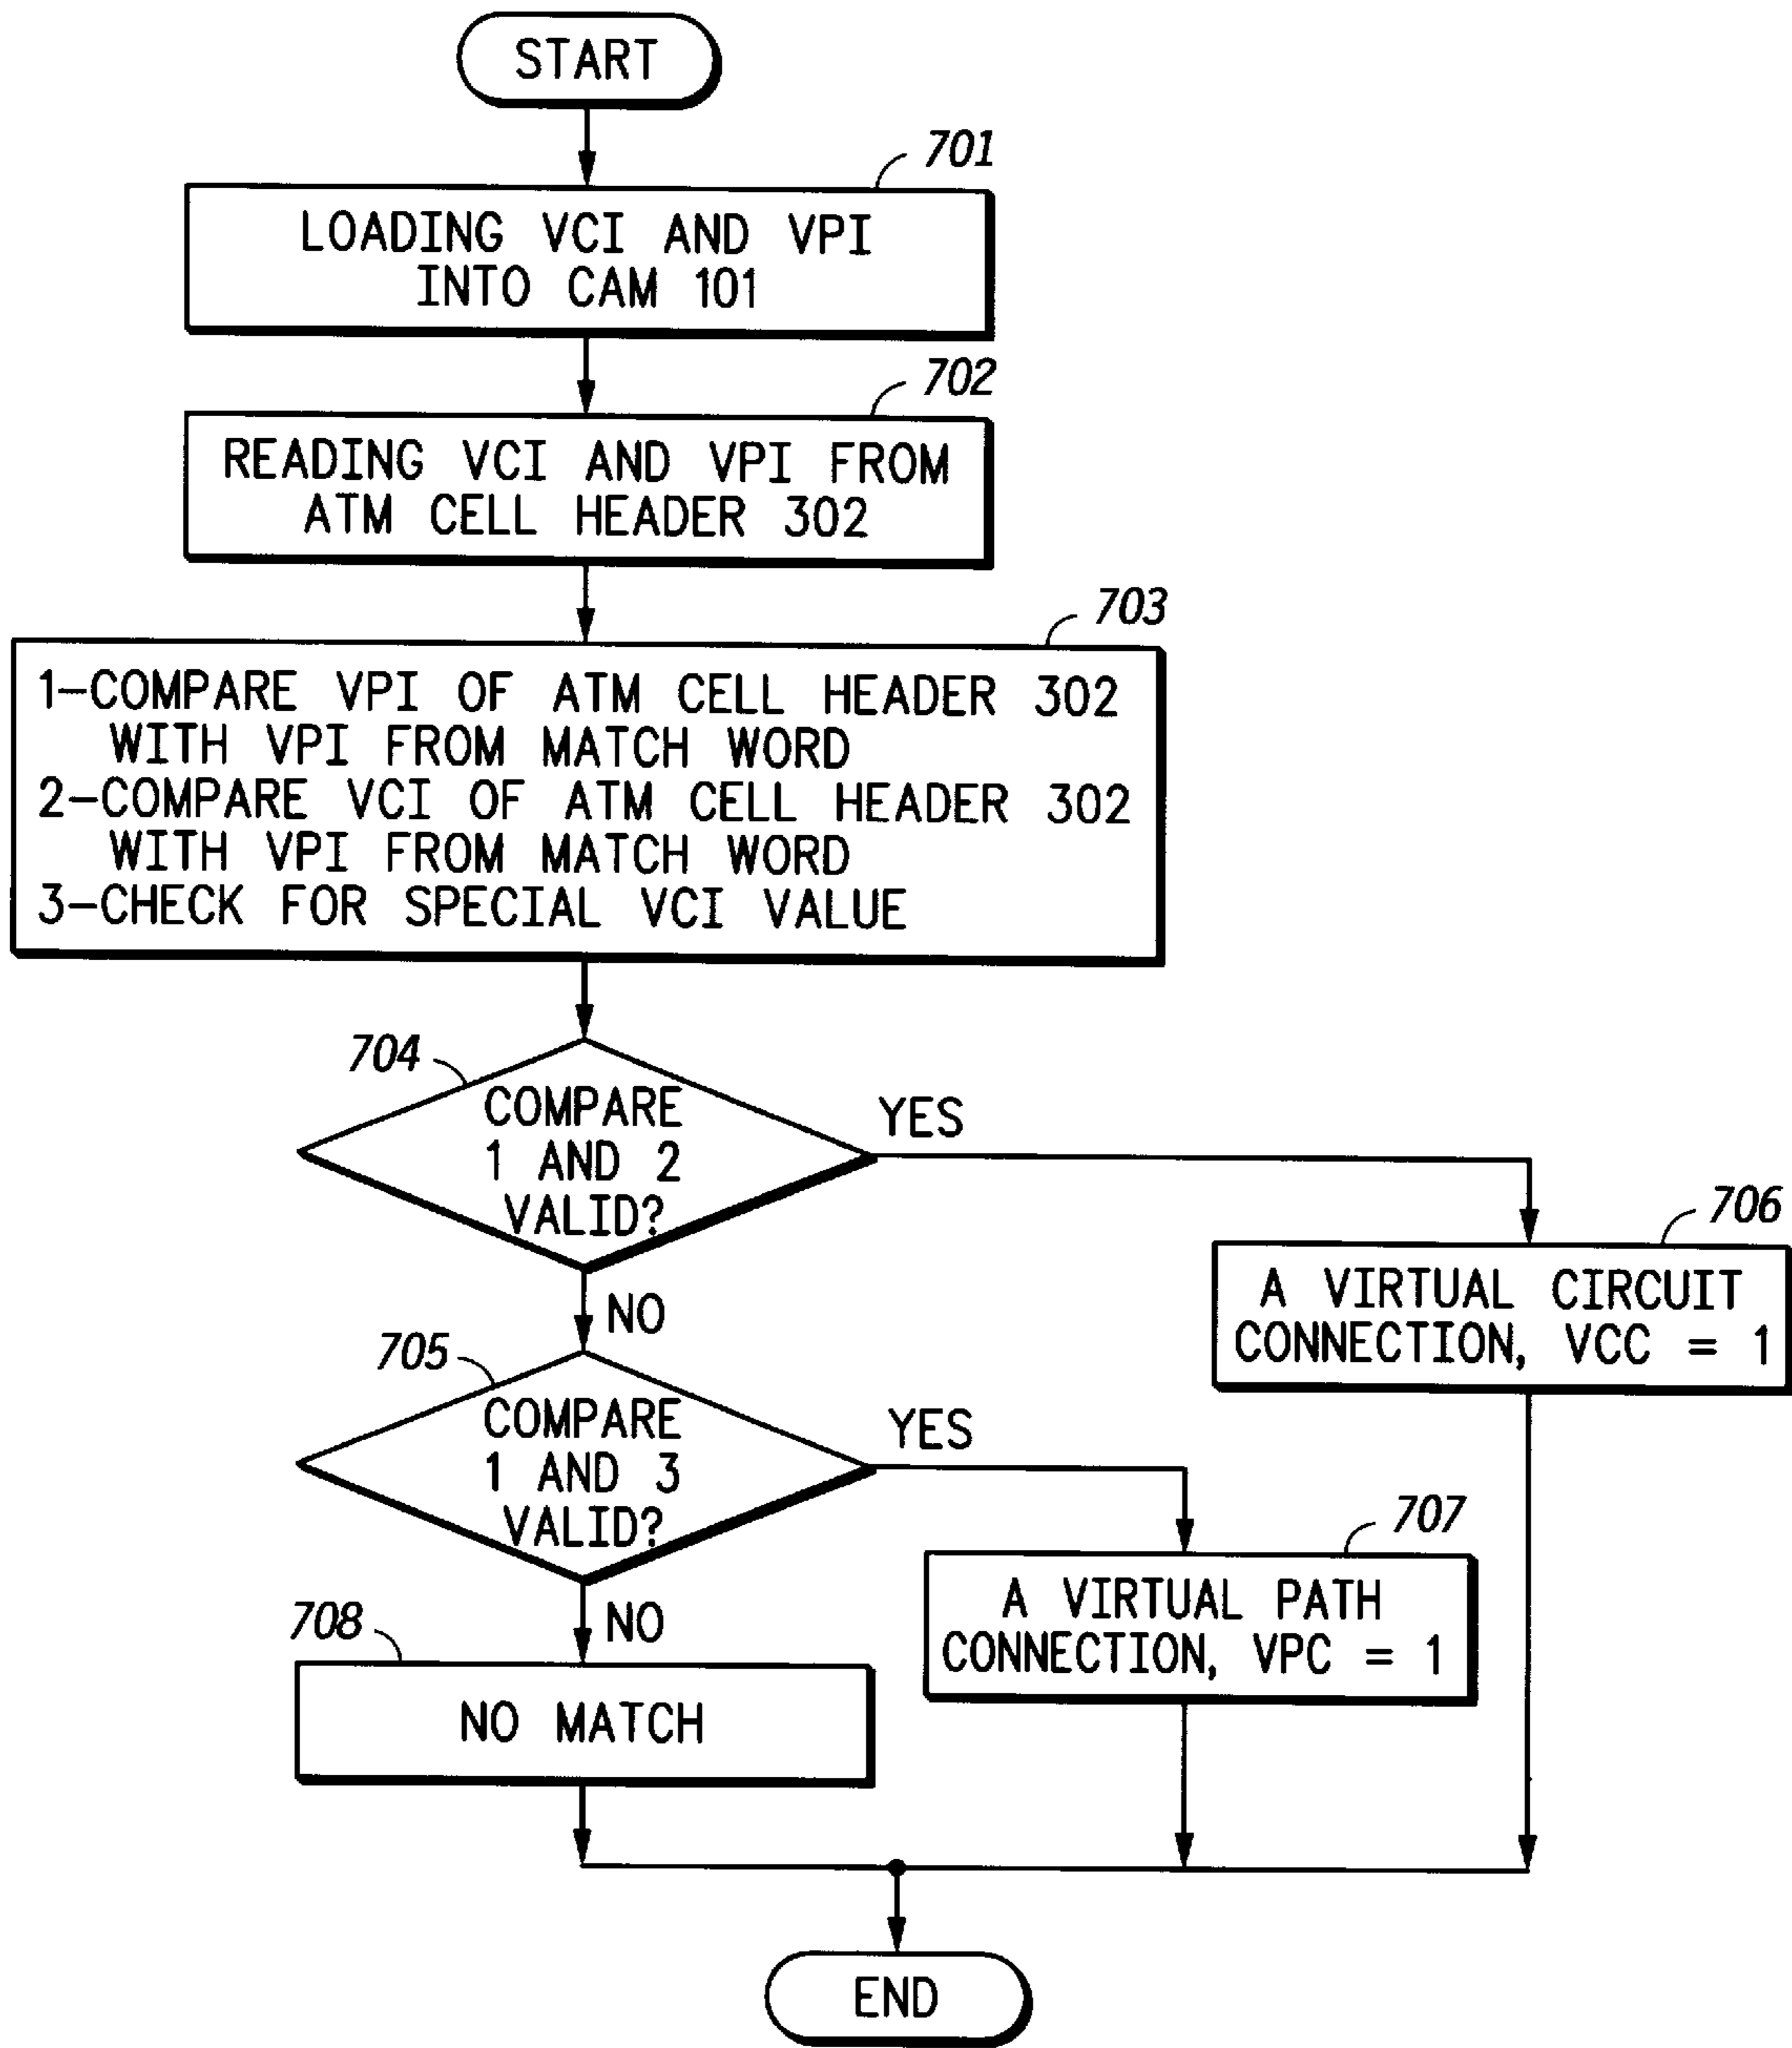 START
701
LOADING VCI AND VPI
INTO CAM 101
702
READING VCI AND VPI FROM
ATM CELL HEADER 302
703
1-COMPARE VPI OF ATM CELL HEADER 302
WITH VPI FROM MATCH WORD
2-COMPARE VCI OF ATM CELL HEADER 302
WITH VPI FROM MATCH WORD
3-CHECK FOR SPECIAL VCI VALUE
704
COMPARE
1 AND 2
VALID?
YES
NO
706
A VIRTUAL CIRCUIT
CONNECTION, VCC = 1
705
COMPARE
1 AND 3
VALID?
YES
NO
707
A VIRTUAL PATH
CONNECTION, VPC = 1
708
NO MATCH
END